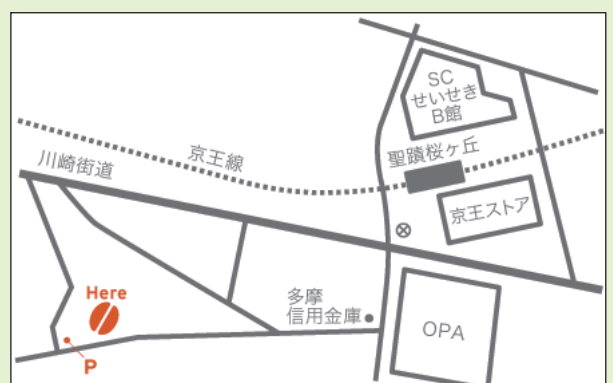 SC
せいせき
B館
聖蹟桜ヶ丘
京王線
川崎街道
京王ストア
Here
多摩
信用金庫
OPA
P